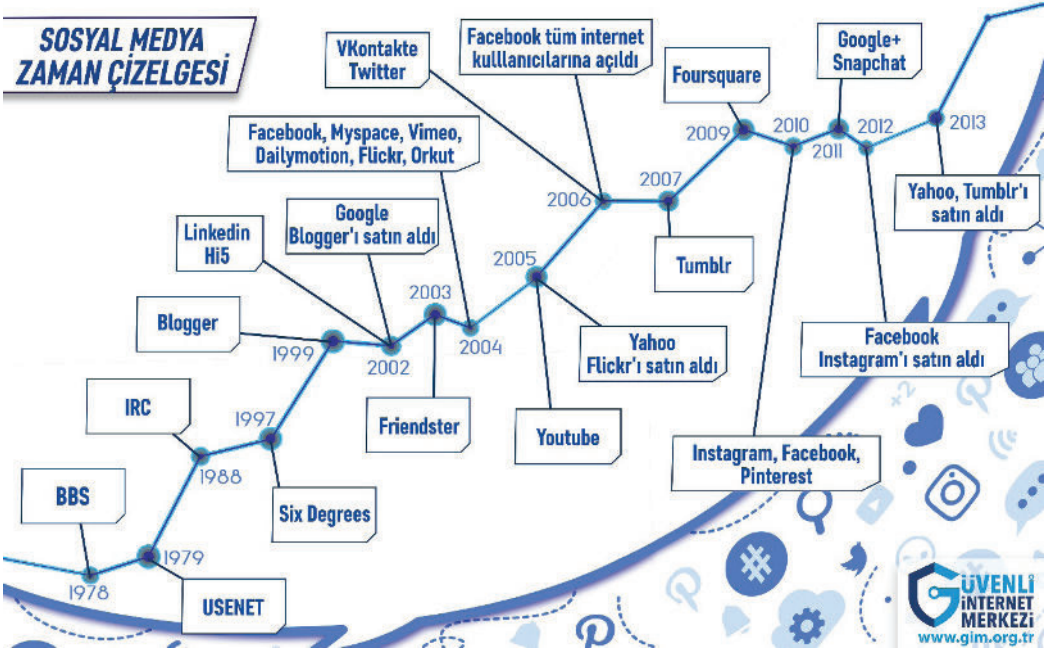 SOSYAL MEDYA
ZAMAN ÇİZELGESİ
VKontakte
Twitter
Facebook tüm internet
kulllanıcılarına açıldı
Google+
Snapchat
Foursquare
Facebook, Myspace, Vimeo,
Dailymotion, Flickr, Orkut
2009
2010
2011
2012
2013
Linkedin
Hi5
Google
Blogger'ı satın aldı
2006
2007
Yahoo, Tumblr'ı
satın aldı
Tumblr
2005
2003
2004
Blogger
1999
2002
Yahoo
Flickr'ı satın aldı
Facebook
Instagram'ı satın aldı
IRC
1997
Friendster
Youtube
Instagram, Facebook,
Pinterest
+2
1988
BBS
Six Degrees
1979
1978
USENET
GÜVENLİ
İNTERNET
MERKEZİ
www.gim.org.tr